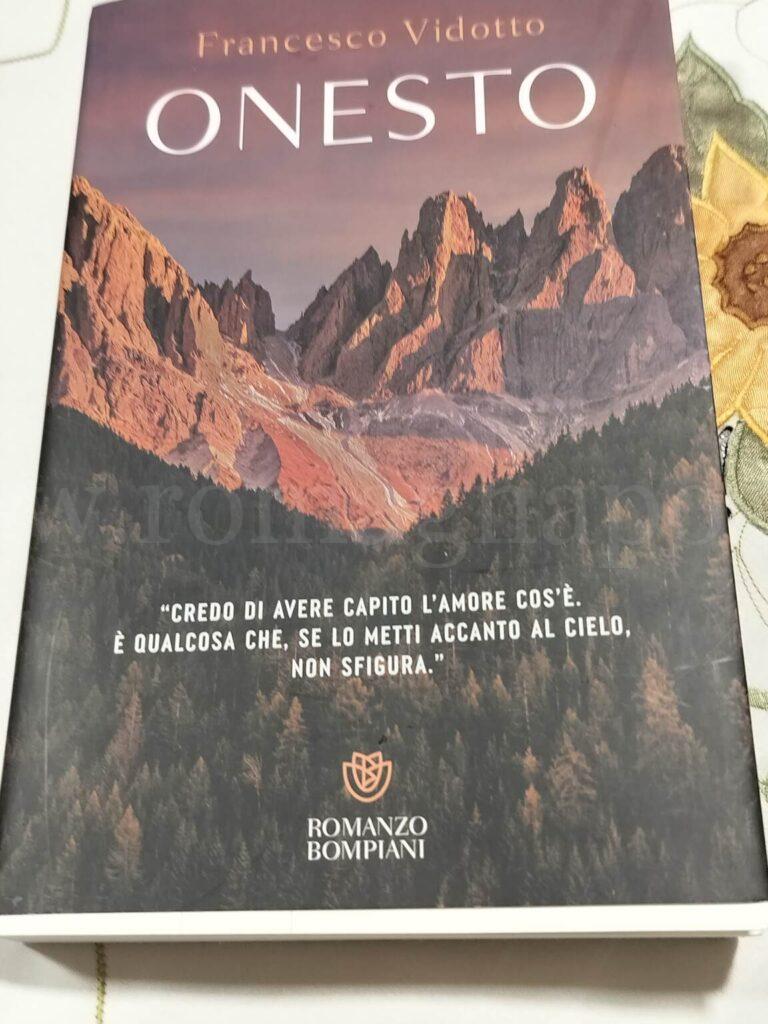 Francesco Vidotto
ONESTO
w.romagnapo
“CREDO DI AVERE CAPITO L’AMORE COS’È.
È QUALCOSA CHE, SE LO METTI ACCANTO AL CIELO,
NON SFIGURA.”
ROMANZO
BOMPIANI